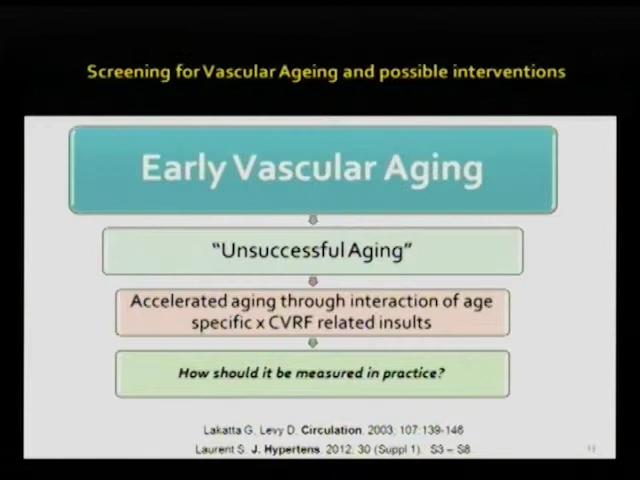 Screening for Vascular Ageing and possible interventions
Early Vascular Aging
"Unsuccessful Aging"
Accelerated aging through interaction of age
specific x CVRF related insults
How should it be measured in practice?
Lakatta G, Levy D. Circulation. 2003; 107:139-146
Laurent S. J. Hypertens. 2012; 30 (Suppl 1). S3 – S8